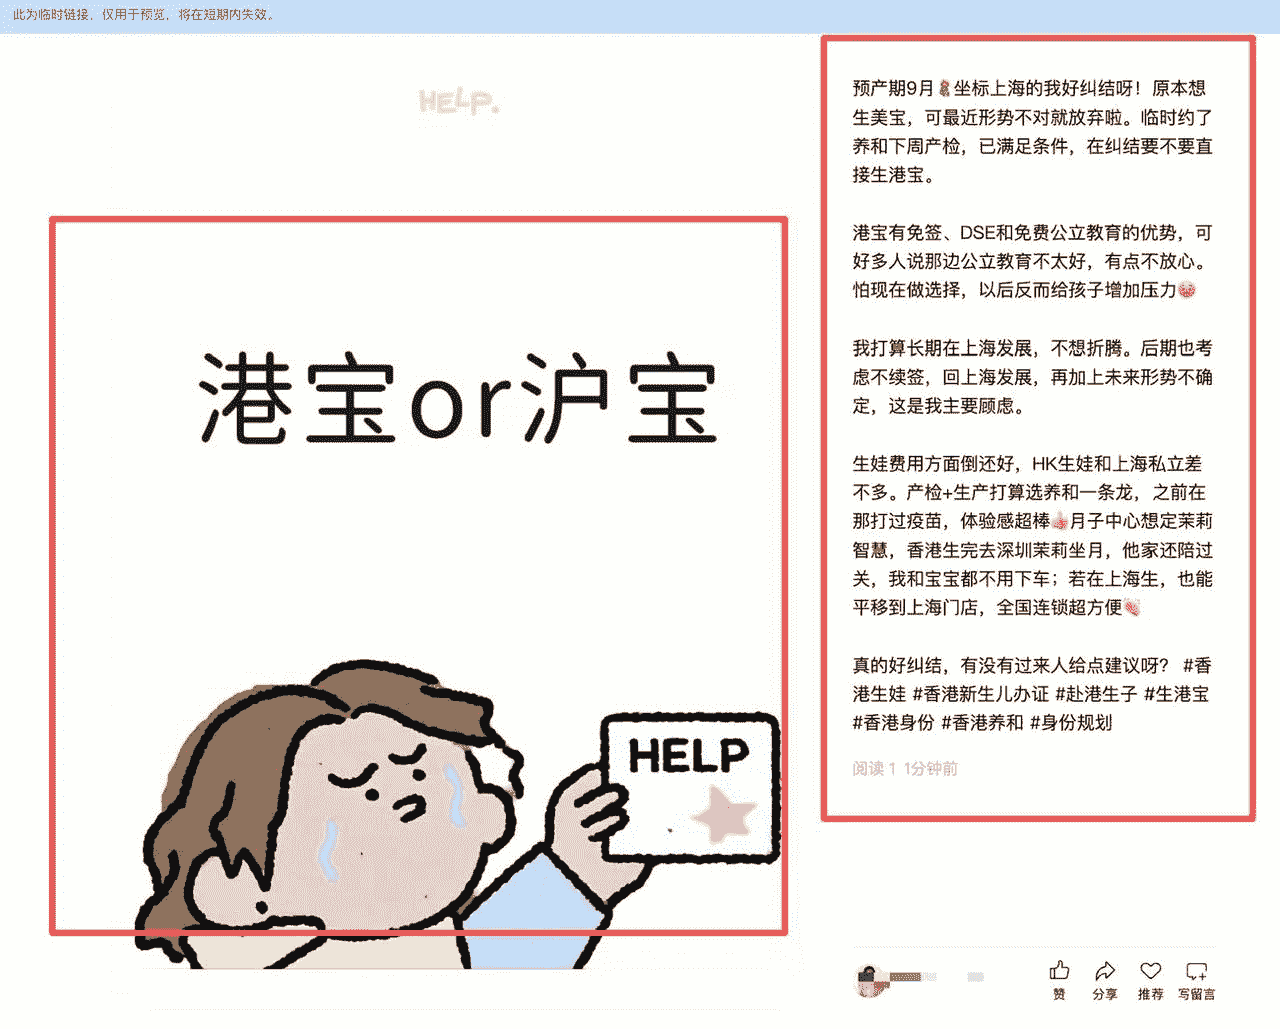 此为临时链接，仅用于预览，将在短期内失效。
HELP.
港宝or沪宝
HELP
预产期9月坐标上海的我好纠结呀！原本想
生美宝，可最近形势不对就放弃啦。临时约了
养和下周产检，已满足条件，在纠结要不要直
接生港宝。
港宝有免签、DSE和免费公立教育的优势，可
好多人说那边公立教育不太好，有点不放心。
怕现在做选择，以后反而给孩子增加压力
我打算长期在上海发展，不想折腾。后期也考
虑不续签，回上海发展，再加上未来形势不确
定，这是我主要顾虑。
生娃费用方面倒还好，HK生娃和上海私立差
不多。产检+生产打算选养和一条龙，之前在
那打过疫苗，体验感超棒月子中心想定茉莉
智慧，香港生完去深圳茉莉坐月，他家还陪过
关，我和宝宝都不用下车；若在上海生，也能
平移到上海门店，全国连锁超方便
真的好纠结，有没有过来人给点建议呀？ #香
港生娃 #香港新生儿办证 #赴港生子 #生港宝
#香港身份 #香港养和 #身份规划
阅读 1 1分钟前
赞 分享 推荐 写留言